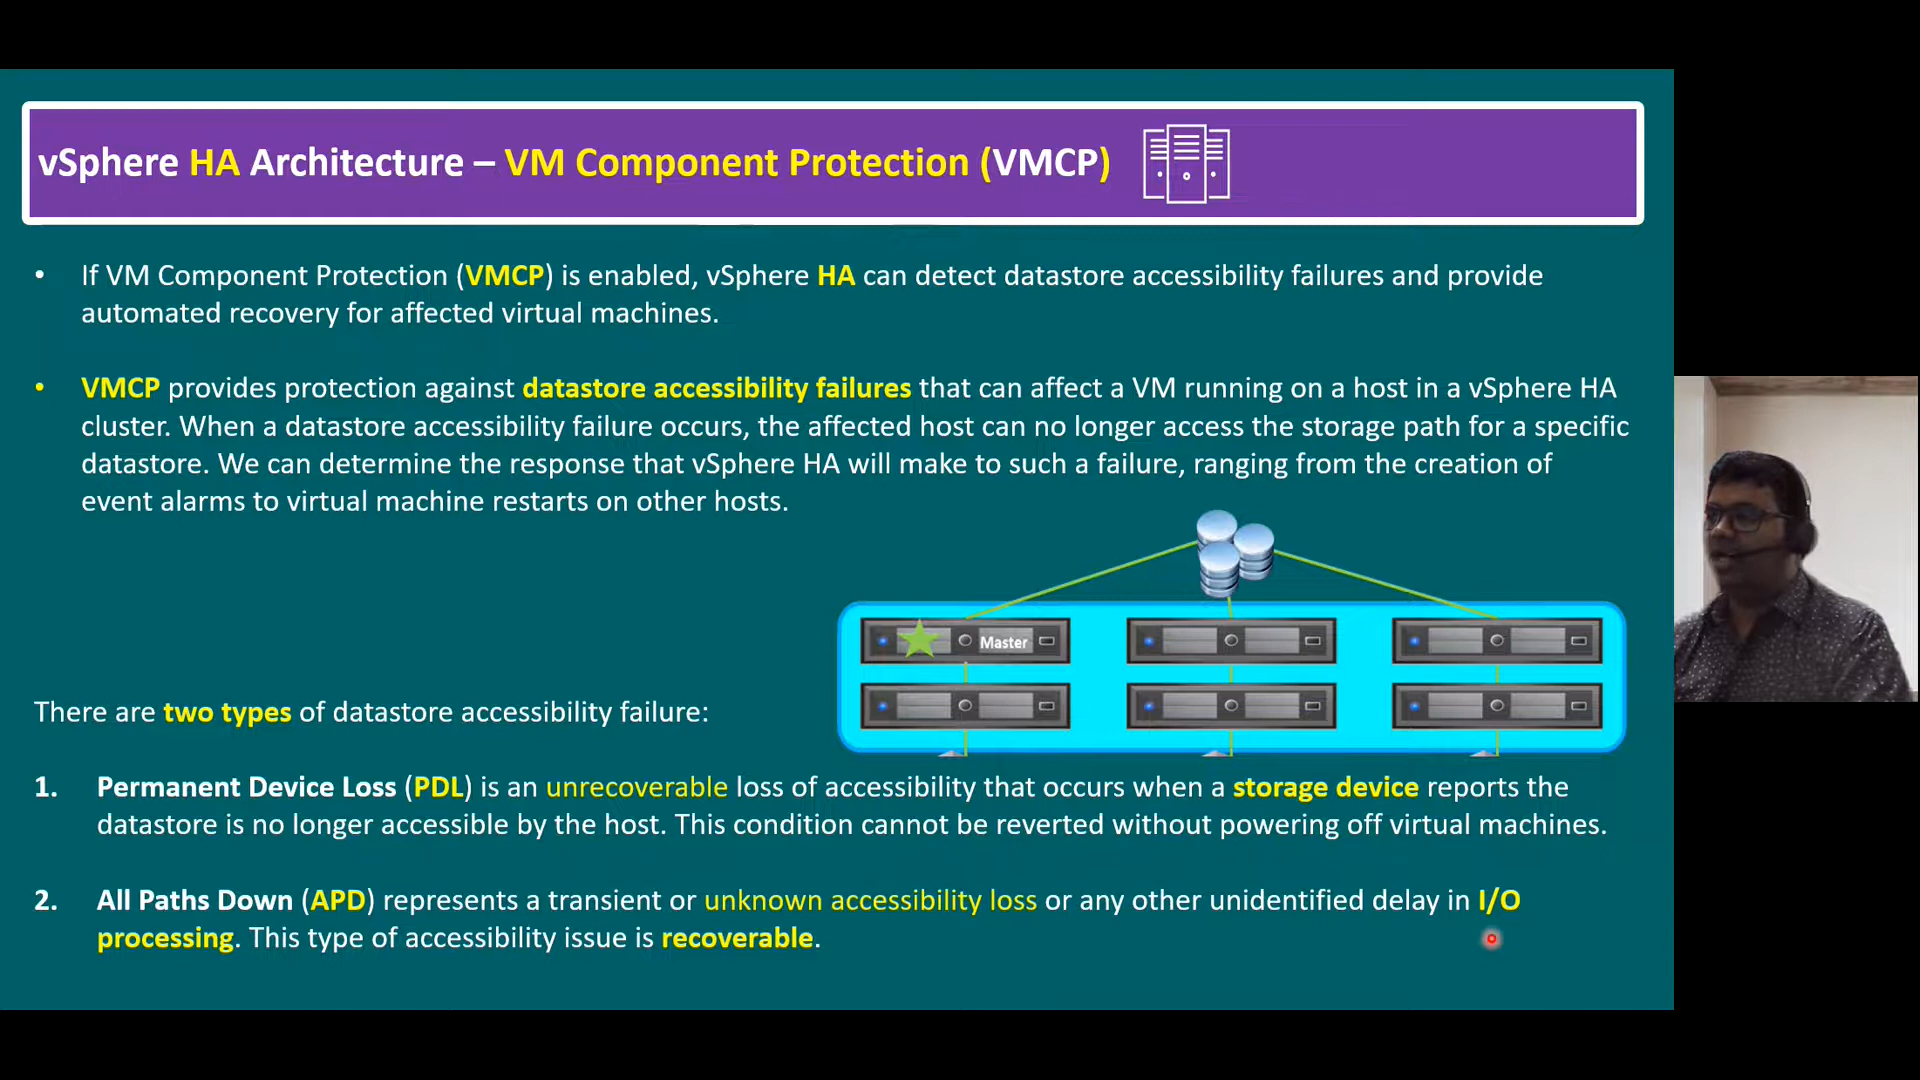 vSphere HA Architecture – VM Component Protection (VMCP)
• If VM Component Protection (VMCP) is enabled, vSphere HA can detect datastore accessibility failures and provide
automated recovery for affected virtual machines.
• VMCP provides protection against datastore accessibility failures that can affect a VM running on a host in a vSphere HA
cluster. When a datastore accessibility failure occurs, the affected host can no longer access the storage path for a specific
datastore. We can determine the response that vSphere HA will make to such a failure, ranging from the creation of
event alarms to virtual machine restarts on other hosts.
Master
There are two types of datastore accessibility failure:
1. Permanent Device Loss (PDL) is an unrecoverable loss of accessibility that occurs when a storage device reports the
datastore is no longer accessible by the host. This condition cannot be reverted without powering off virtual machines.
2. All Paths Down (APD) represents a transient or unknown accessibility loss or any other unidentified delay in I/O
processing. This type of accessibility issue is recoverable.